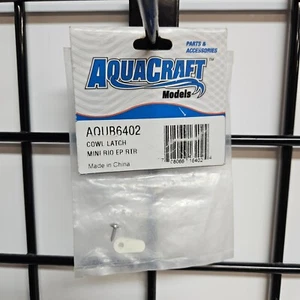 PARTS &
ACCESSORIES
AQUACRAFT
Models
AQUB6402
COWL LATCH
MINI RIO EP RTR
Made in China